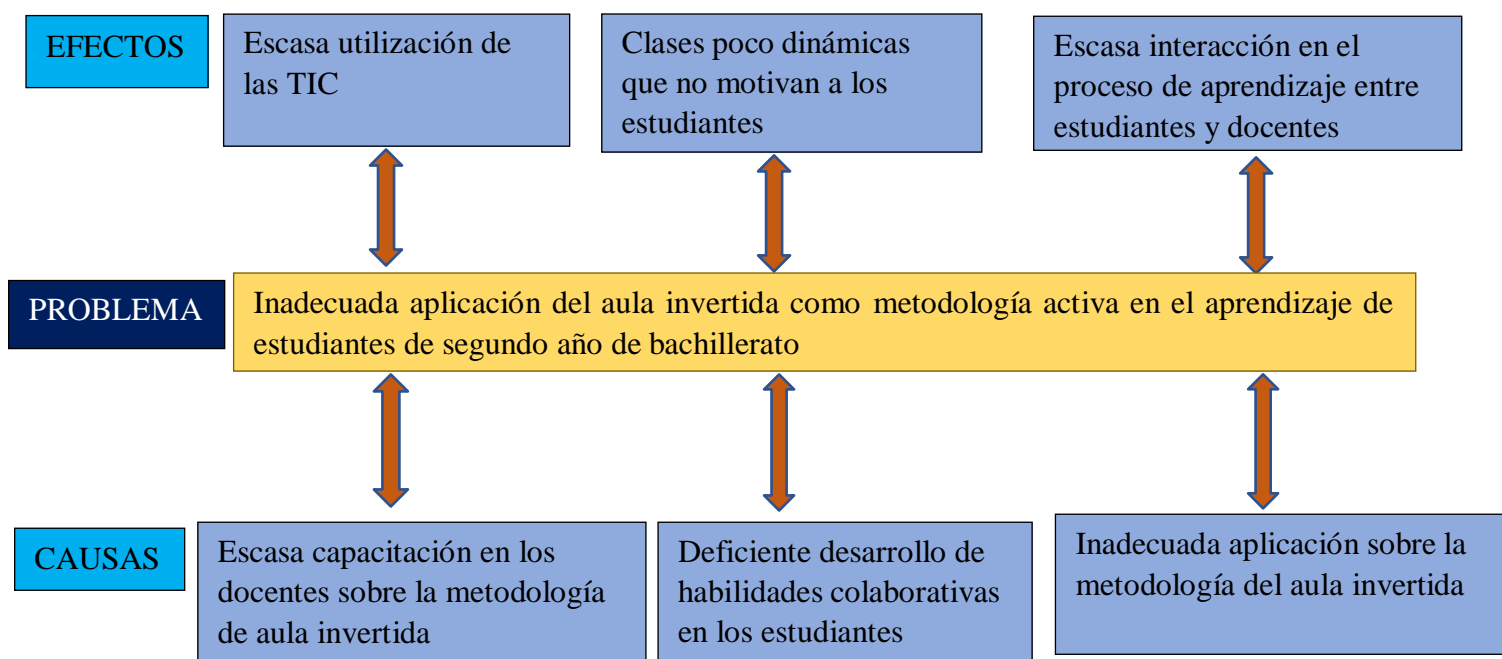 EFECTOS
Escasa utilización de
las TIC
Clases poco dinámicas
que no motivan a los
estudiantes
Escasa interacción en el
proceso de aprendizaje entre
estudiantes y docentes
PROBLEMA
Inadecuada aplicación del aula invertida como metodología activa en el aprendizaje de
estudiantes de segundo año de bachillerato
CAUSAS
Escasa capacitación en los
docentes sobre la metodología
de aula invertida
Deficiente desarrollo de
habilidades colaborativas
en los estudiantes
Inadecuada aplicación sobre la
metodología del aula invertida